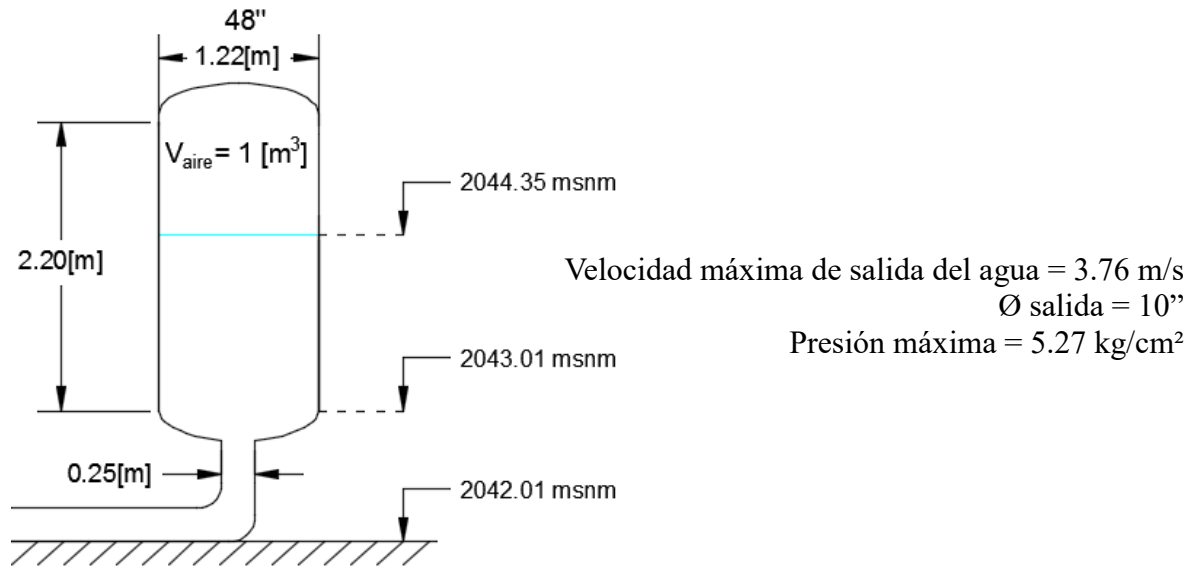 48"
1.22[m]
Vaire= 1 [m³]
2044.35 msnm
2.20[m]
Velocidad máxima de salida del agua = 3.76 m/s
Ø salida = 10”
Presión máxima = 5.27 kg/cm²
2043.01 msnm
0.25[m]
2042.01 msnm